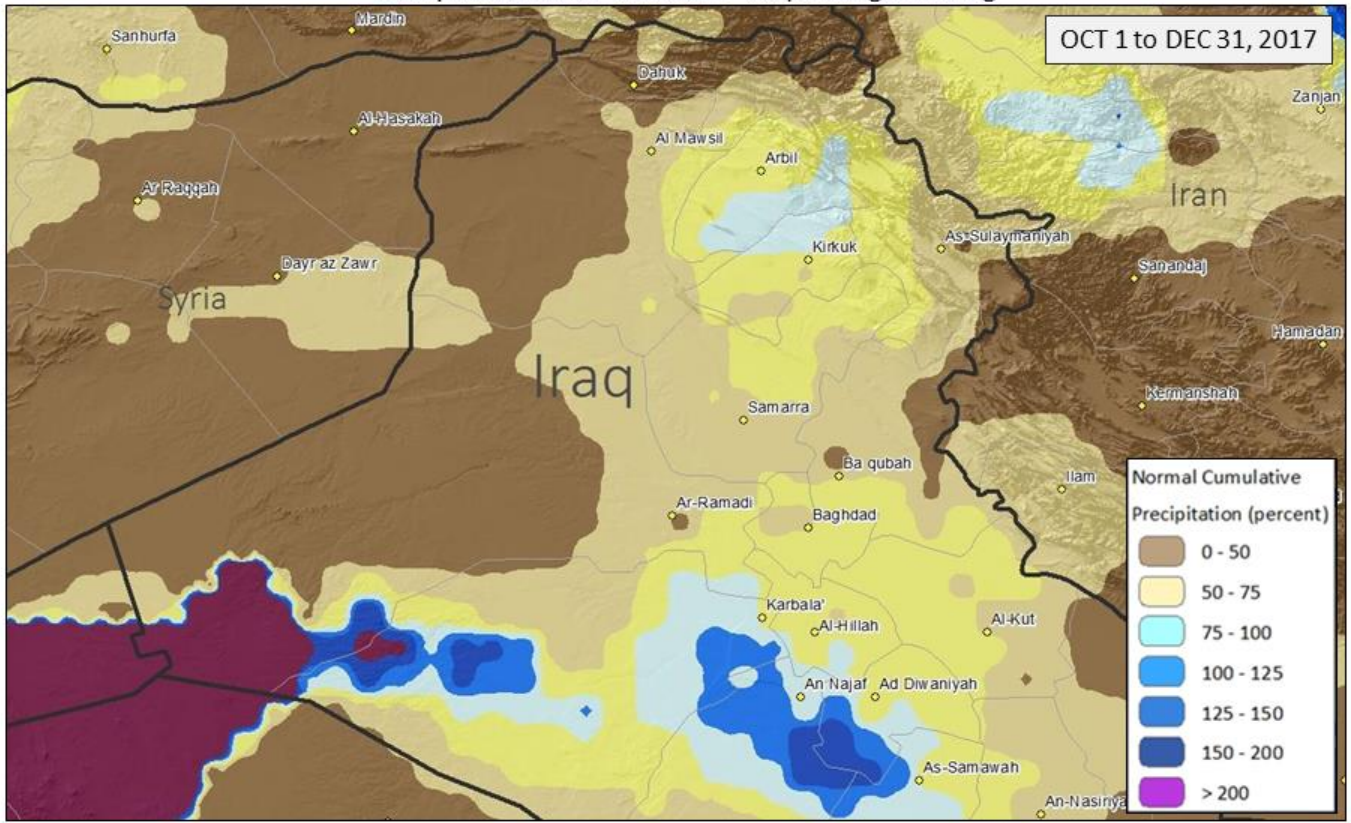 OCT 1 to DEC 31, 2017
Mardin
Sanhurfa
Dahuk
Zanjan
Al-Hasakah
Al Mawsil
Arbil
Ar Raqqah
Iran
As-Sulaymaniyah
Kirkuk
Dayr az Zawr
Sanandaj
Syria
Hamadan
Iraq
Kermanshah
Samarra
Ba qubah
Ilam
Ar-Ramadi
Baghdad
Karbala'
Al-Hillah
Al-Kut
An Najaf
Ad Diwaniyah
As-Samawah
An-Nasiriya
Normal Cumulative
Precipitation (percent)
0 - 50
50 - 75
75 - 100
100 - 125
125 - 150
150 - 200
> 200